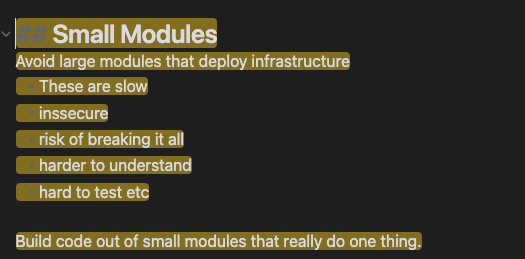 ## Small Modules
Avoid large modules that deploy infrastructure
- These are slow
- inssecure
- risk of breaking it all
- harder to understand
- hard to test etc
Build code out of small modules that really do one thing.